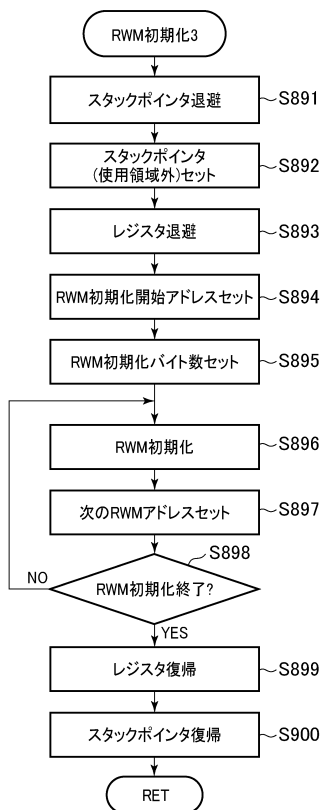 RWM初期化3
スタックポインタ退避 S891
スタックポインタ
(使用領域外)セット S892
レジスタ退避 S893
RWM初期化開始アドレスセット S894
RWM初期化バイト数セット S895
RWM初期化 S896
次のRWMアドレスセット S897
S898
NO RWM初期化終了?
YES
レジスタ復帰 S899
スタックポインタ復帰 S900
RET